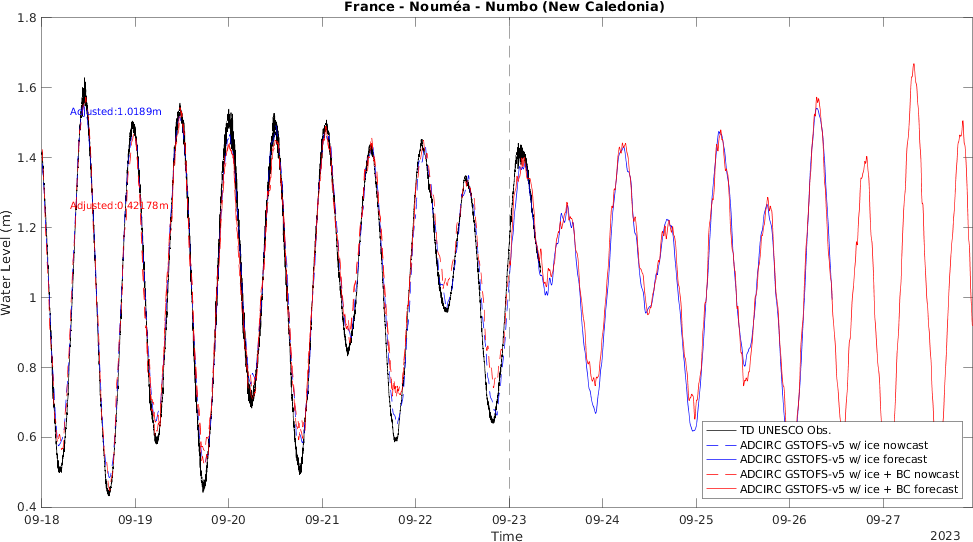 France - Nouméa - Numbo (New Caledonia)
1.8
1.6
1.4
1.2
1
0.8
0.6
0.4
Water Level (m)
Adjusted:1.0189m
Adjusted:0.42178m
TD UNESCO Obs.
ADCIRC GSTOFS-v5 w/ ice nowcast
ADCIRC GSTOFS-v5 w/ ice forecast
ADCIRC GSTOFS-v5 w/ ice + BC nowcast
ADCIRC GSTOFS-v5 w/ ice + BC forecast
09-18 09-19 09-20 09-21 09-22 09-23 09-24 09-25 09-26 09-27
Time
2023